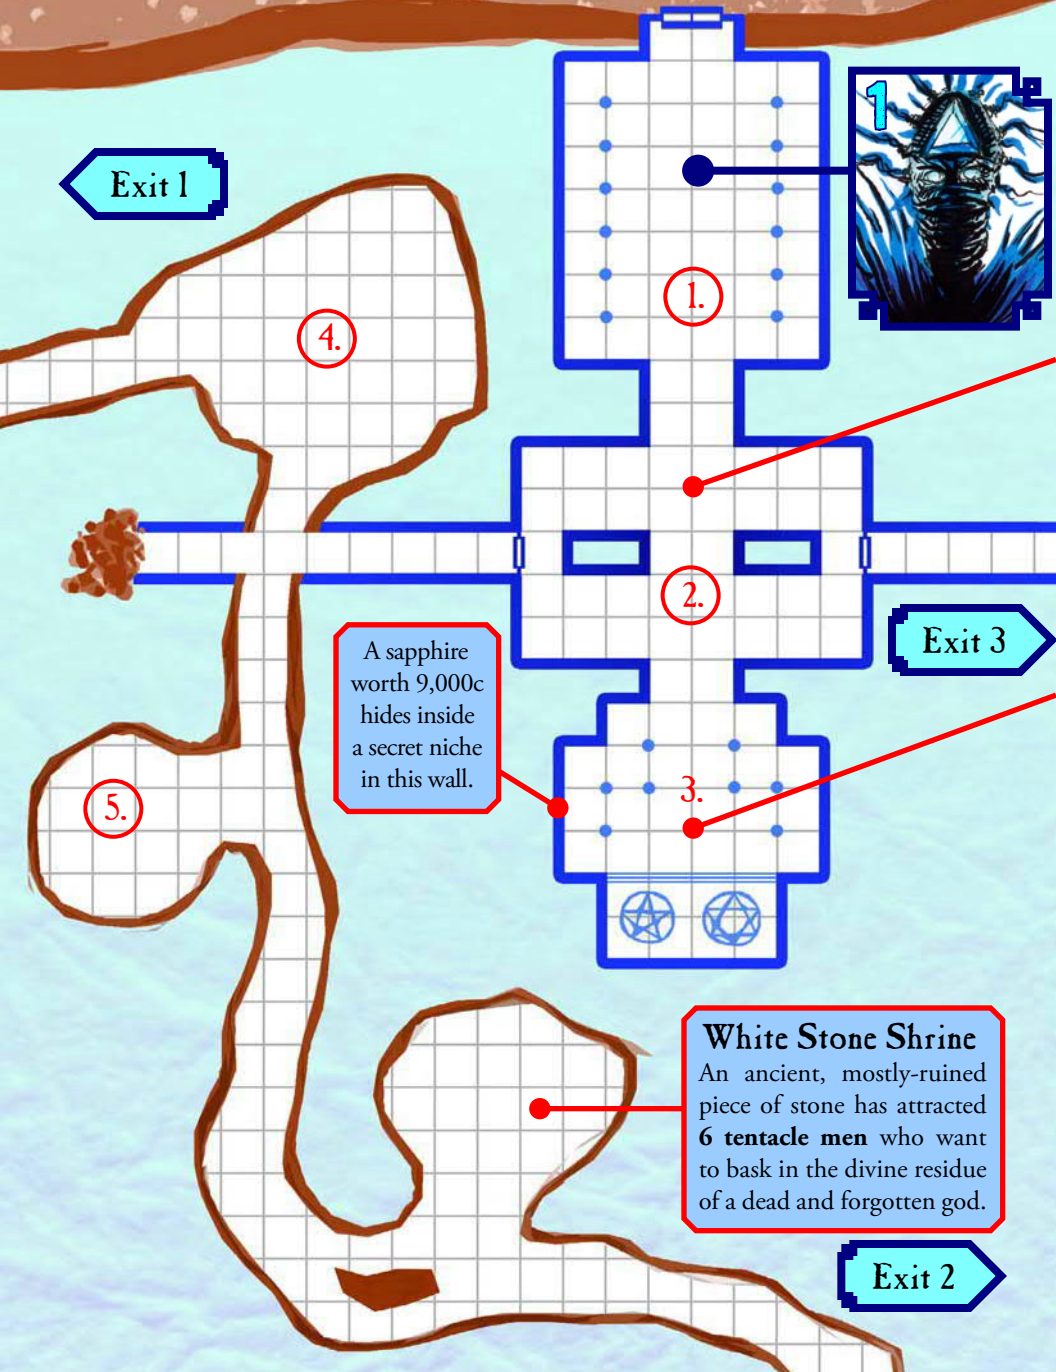 1
Exit 1
1.
4.
2.
Exit 3
A sapphire
worth 9,000c
hides inside
a secret niche
in this wall.
3.
5.
White Stone Shrine
An ancient, mostly-ruined
piece of stone has attracted
6 tentacle men who want
to bask in the divine residue
of a dead and forgotten god.
Exit 2